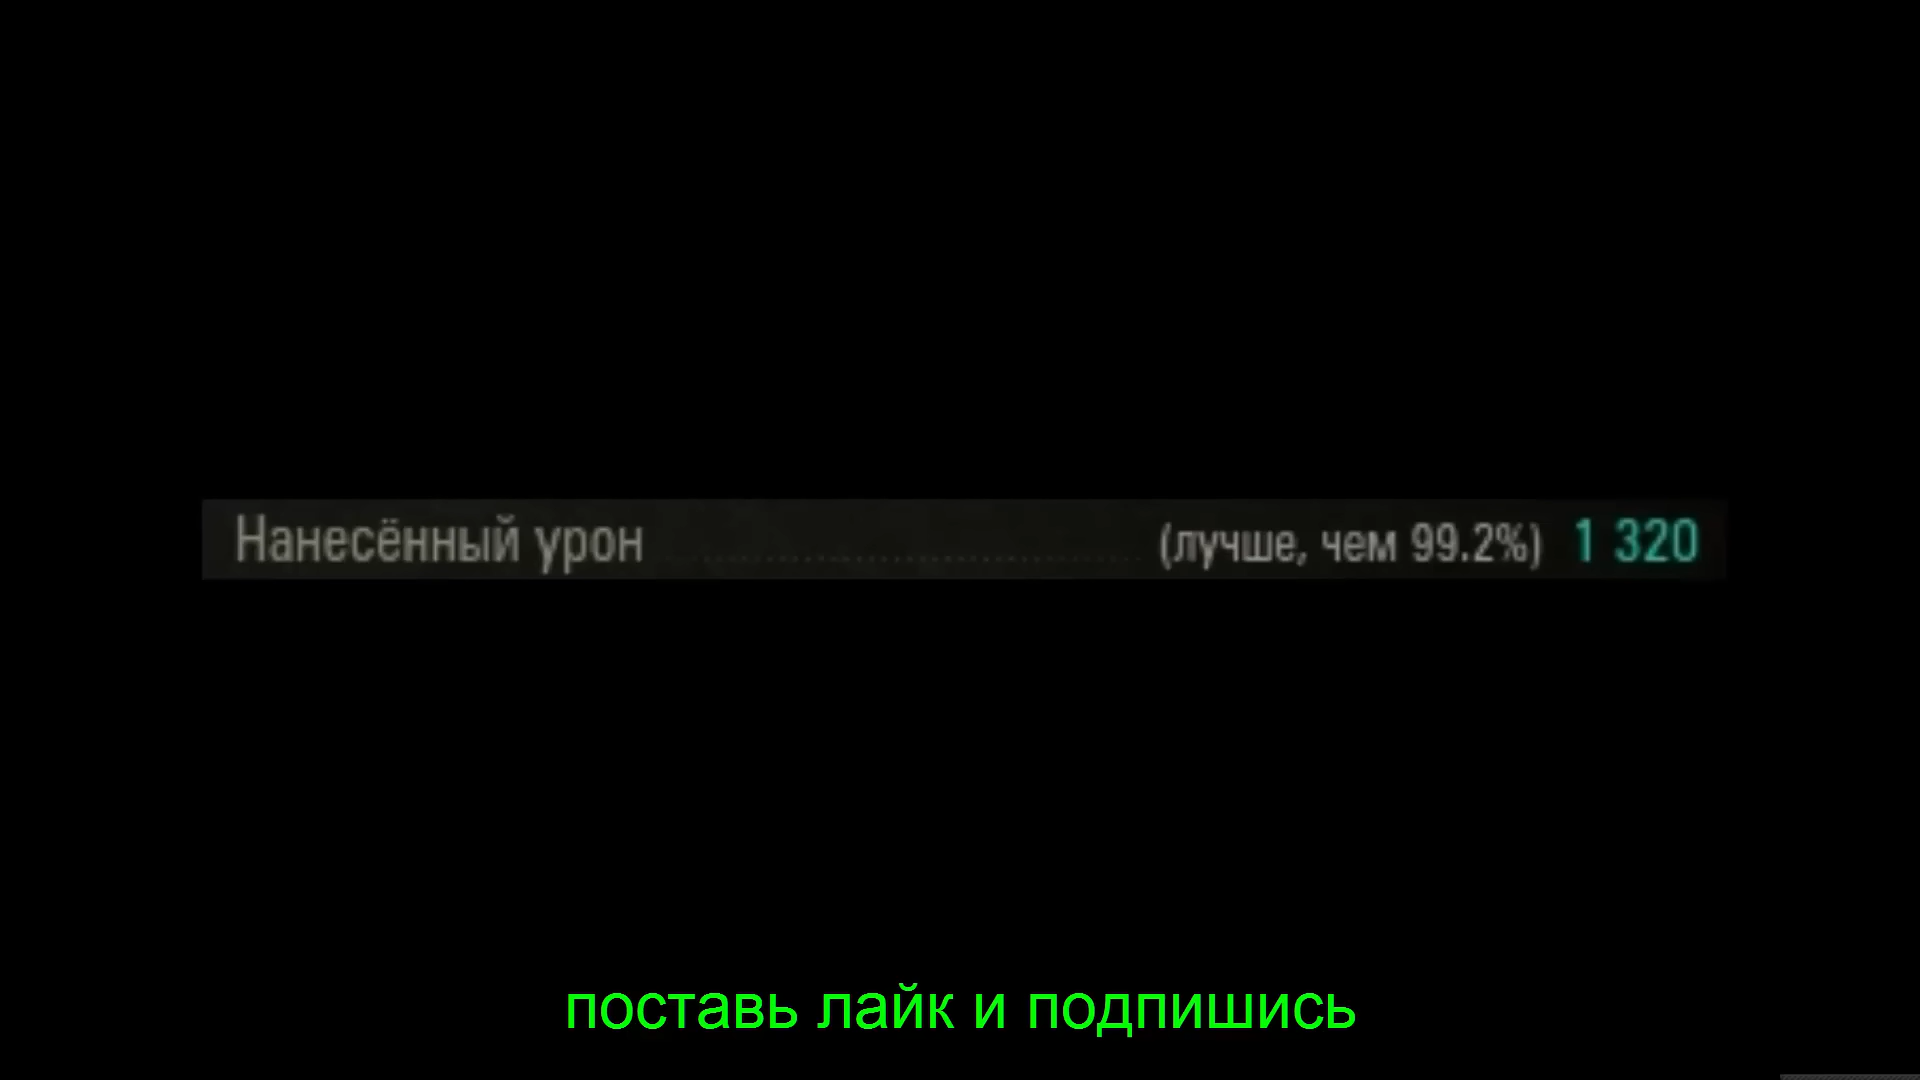 Нанесённый урон (лучше, чем 99.2%) 1 320
поставь лайк и подпишись